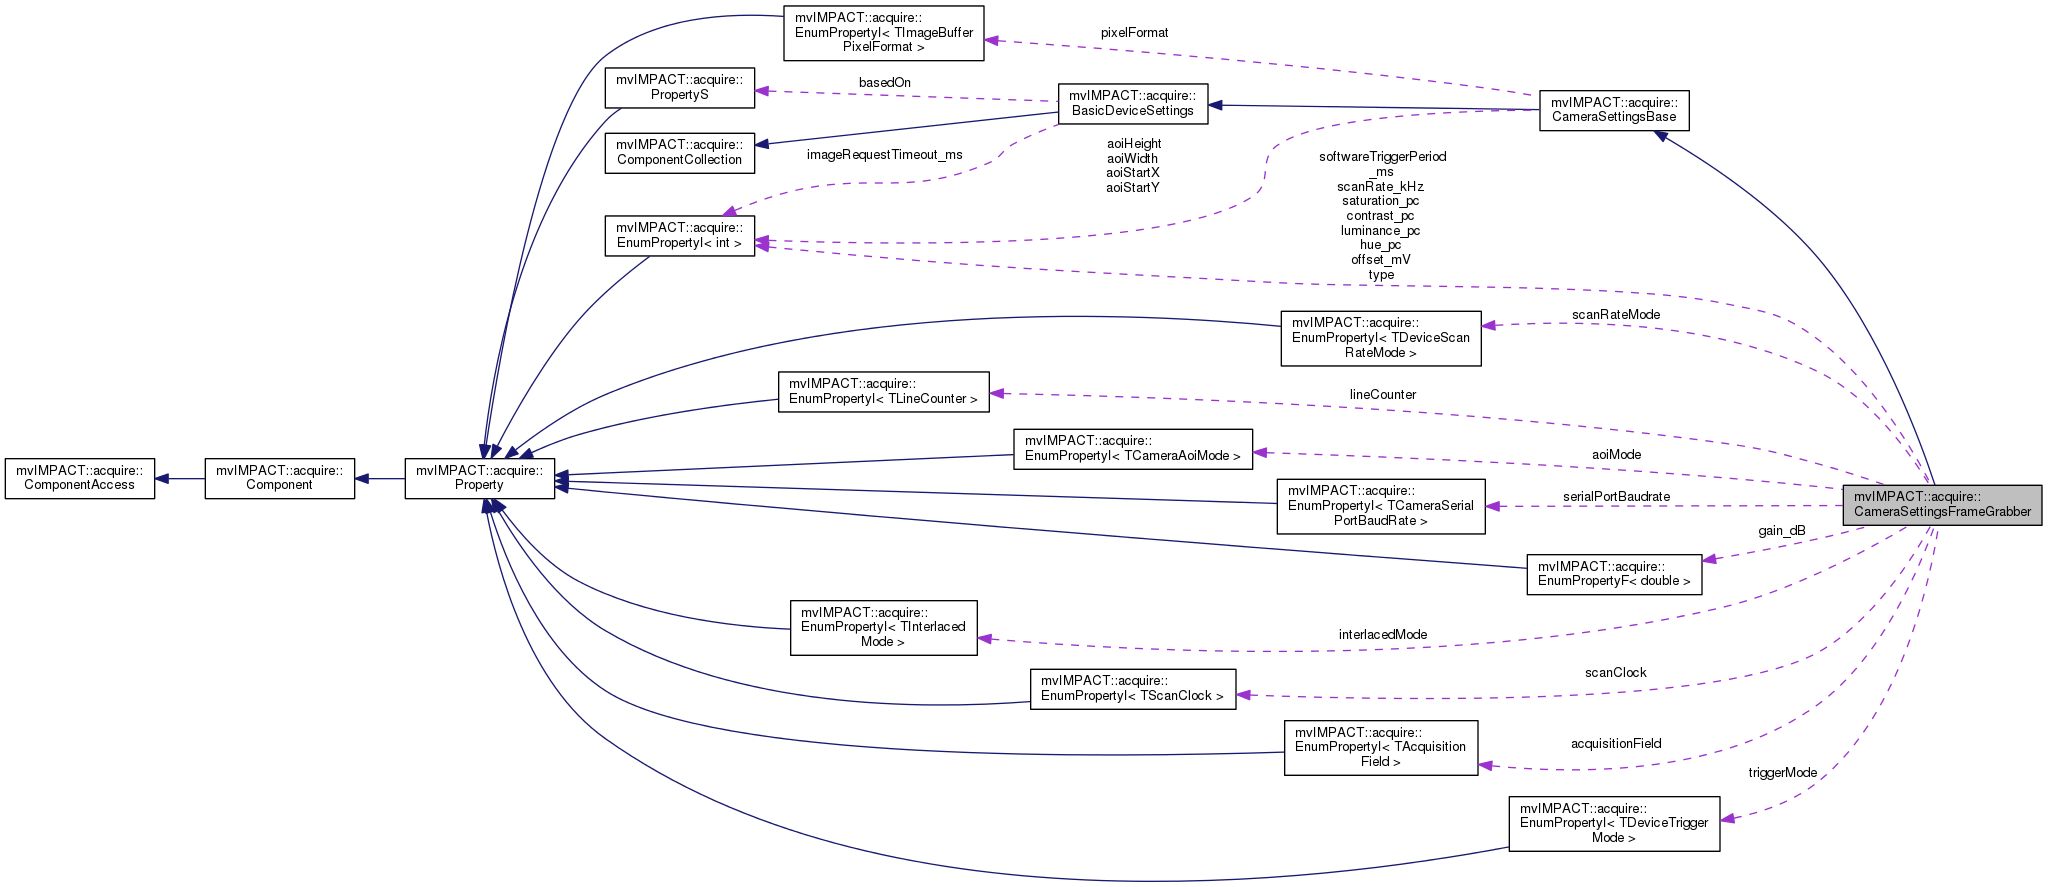 mvIMPACT::acquire::
EnumPropertyI< TImageBuffer
PixelFormat >
pixelFormat
mvIMPACT::acquire::
PropertyS
basedOn
mvIMPACT::acquire::
BasicDeviceSettings
mvIMPACT::acquire::
CameraSettingsBase
mvIMPACT::acquire::
ComponentCollection
imageRequestTimeout_ms
aoiHeight
aoiWidth
aoiStartX
aoiStartY
softwareTriggerPeriod
_ms
scanRate_kHz
saturation_pc
contrast_pc
luminance_pc
hue_pc
offset_mV
type
mvIMPACT::acquire::
EnumPropertyI< int >
mvIMPACT::acquire::
EnumPropertyI< TDeviceScan
RateMode >
scanRateMode
mvIMPACT::acquire::
EnumPropertyI< TLineCounter >
lineCounter
mvIMPACT::acquire::
EnumPropertyI< TCameraAoiMode >
aoiMode
mvIMPACT::acquire::
ComponentAccess
mvIMPACT::acquire::
Component
mvIMPACT::acquire::
Property
mvIMPACT::acquire::
EnumPropertyI< TCameraSerial
PortBaudRate >
serialPortBaudrate
mvIMPACT::acquire::
CameraSettingsFrameGrabber
gain_dB
mvIMPACT::acquire::
EnumPropertyF< double >
mvIMPACT::acquire::
EnumPropertyI< TInterlaced
Mode >
interlacedMode
mvIMPACT::acquire::
EnumPropertyI< TScanClock >
scanClock
mvIMPACT::acquire::
EnumPropertyI< TAcquisition
Field >
acquisitionField
triggerMode
mvIMPACT::acquire::
EnumPropertyI< TDeviceTrigger
Mode >